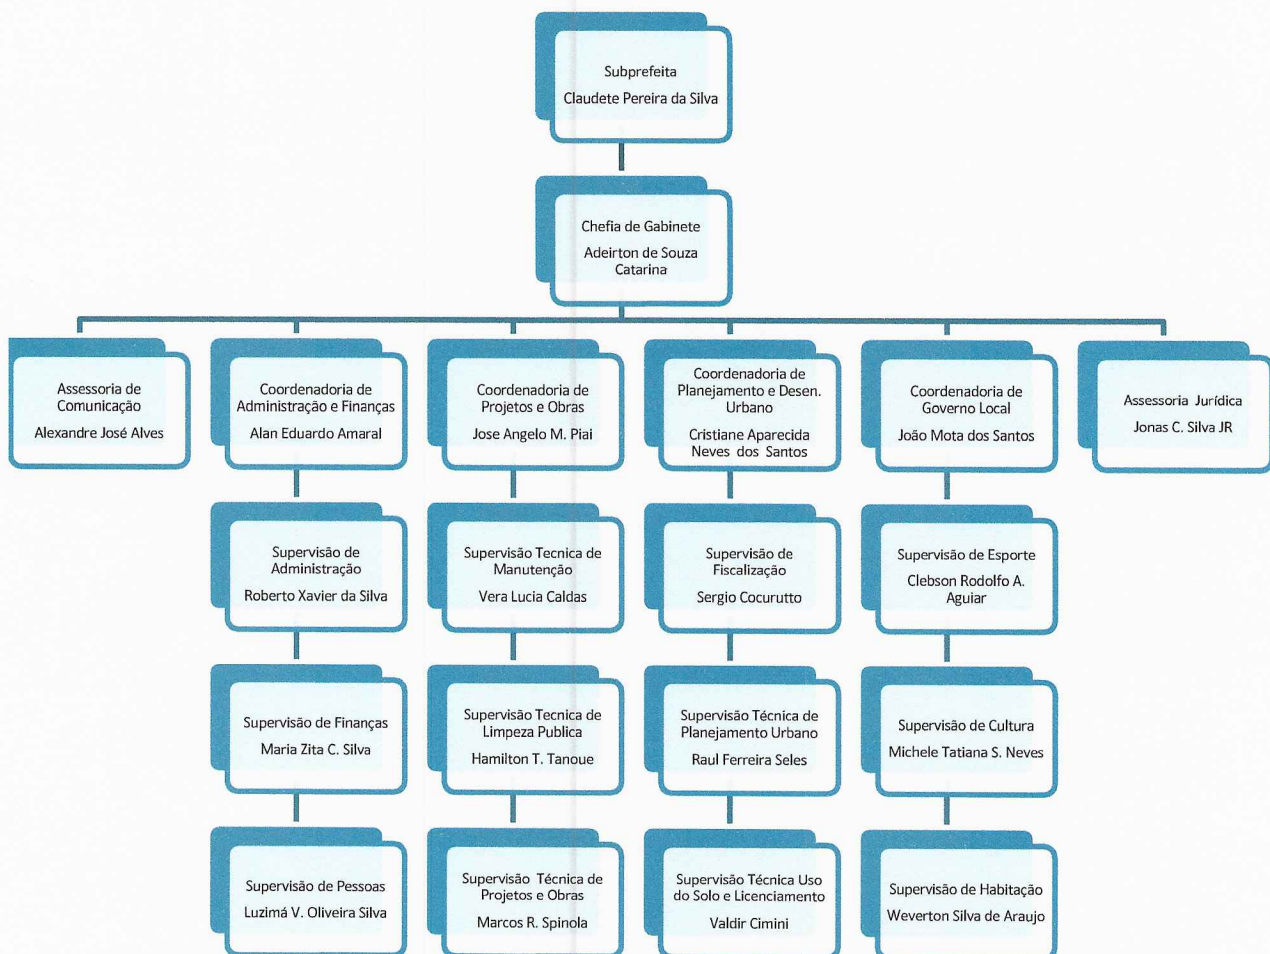 Subprefeita
Claudete Pereira da Silva
Chefia de Gabinete
Adeirton de Souza
Catarina
Assessoria de
Comunicação
Alexandre José Alves
Coordenadoria de
Administração e Finanças
Alan Eduardo Amaral
Coordenadoria de
Projetos e Obras
Jose Angelo M. Piai
Coordenadoria de
Planejamento e Desen.
Urbano
Cristiane Aparecida
Neves dos Santos
Coordenadoria de
Governo Local
João Mota dos Santos
Assessoria Jurídica
Jonas C. Silva JR
Supervisão de
Administração
Roberto Xavier da Silva
Supervisão Tecnica de
Manutenção
Vera Lucia Caldas
Supervisão de
Fiscalização
Sergio Cocurutto
Supervisão de Esporte
Clebson Rodolfo A.
Aguiar
Supervisão de Finanças
Maria Zita C. Silva
Supervisão Tecnica de
Limpeza Publica
Hamilton T. Tanoue
Supervisão Técnica de
Planejamento Urbano
Raul Ferreira Seles
Supervisão de Cultura
Michele Tatiana S. Neves
Supervisão de Pessoas
Luzimá V. Oliveira Silva
Supervisão Técnica de
Projetos e Obras
Marcos R. Spinola
Supervisão Técnica Uso
do Solo e Licenciamento
Valdir Cimini
Supervisão de Habitação
Weverton Silva de Araujo